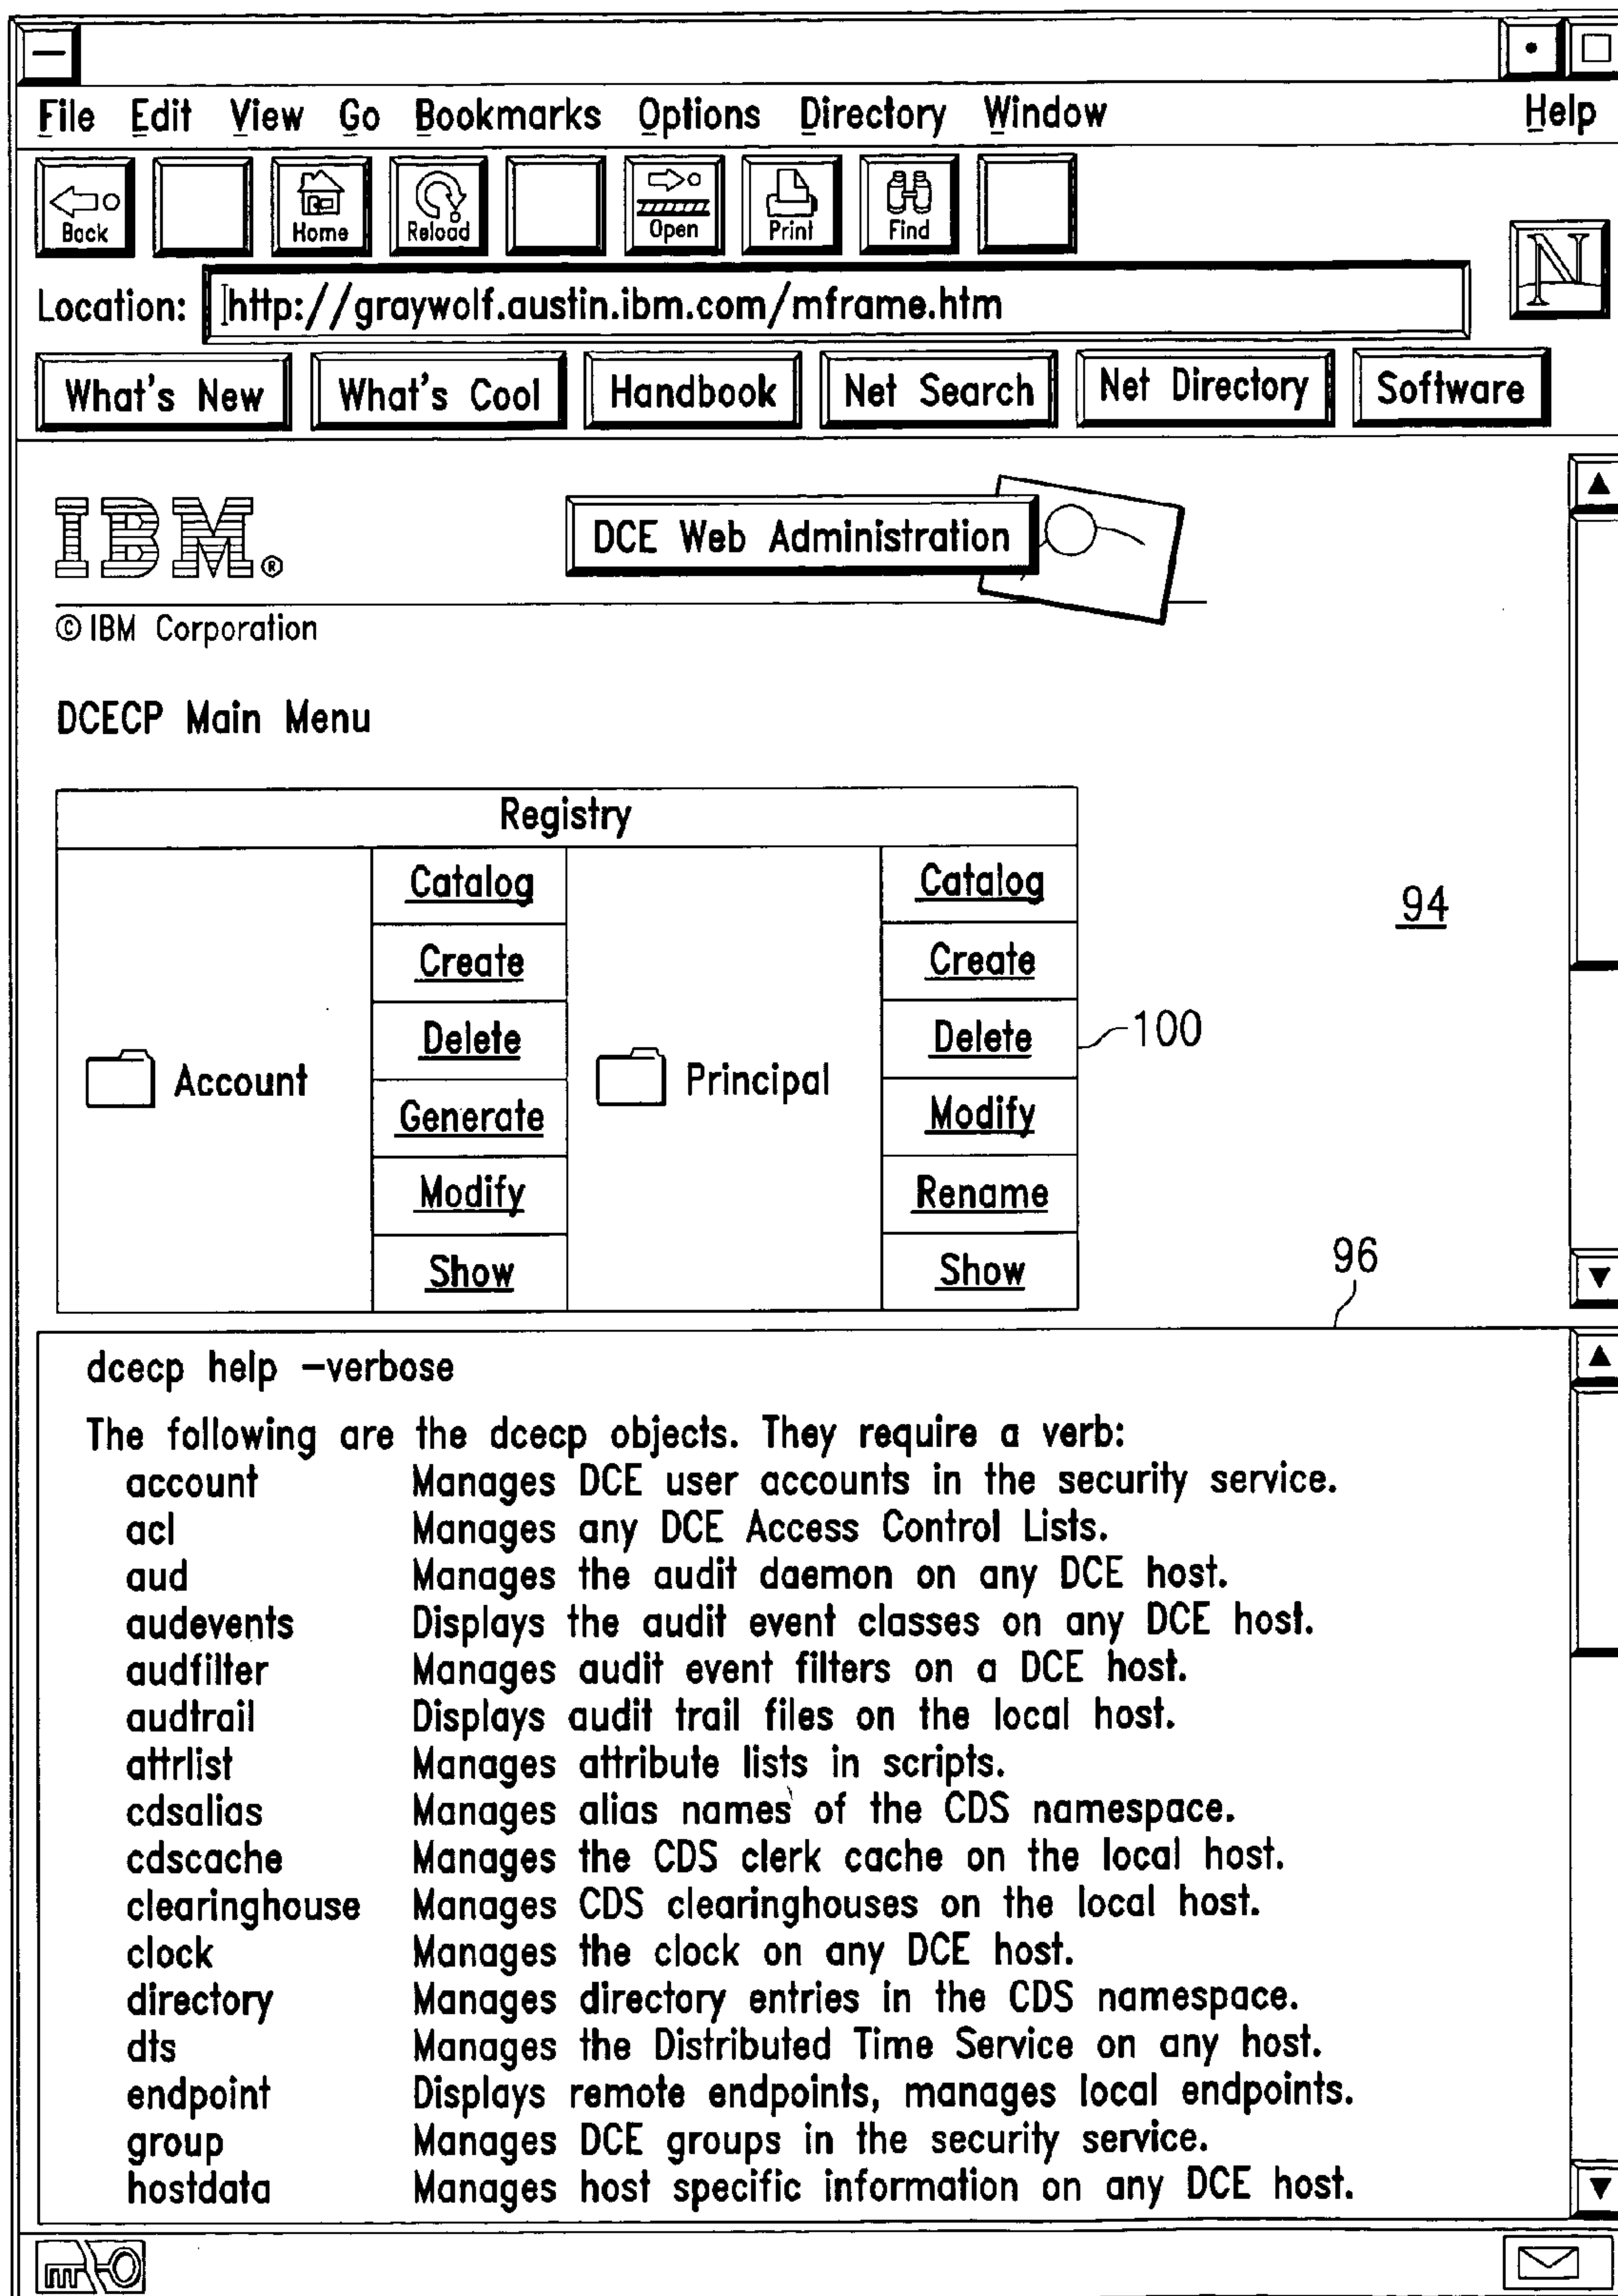 File Edit View Go Bookmarks Options Directory Window Help
Back Home Reload Open Print Find
N
Location: http://graywolf.austin.ibm.com/mframe.htm
What's New What's Cool Handbook Net Search Net Directory Software
IBM® DCE Web Administration
© IBM Corporation
DCECP Main Menu
Registry
Catalog Catalog
Create Create
94
Delete Delete
100
Account Principal
Generate Modify
Modify Rename
Show Show
96
dcecp help –verbose
The following are the dcecp objects. They require a verb:
account Manages DCE user accounts in the security service.
acl Manages any DCE Access Control Lists.
aud Manages the audit daemon on any DCE host.
audevents Displays the audit event classes on any DCE host.
audfilter Manages audit event filters on a DCE host.
audtrail Displays audit trail files on the local host.
attrlist Manages attribute lists in scripts.
cdsalias Manages alias names of the CDS namespace.
cdscache Manages the CDS clerk cache on the local host.
clearinghouse Manages CDS clearinghouses on the local host.
clock Manages the clock on any DCE host.
directory Manages directory entries in the CDS namespace.
dts Manages the Distributed Time Service on any host.
endpoint Displays remote endpoints, manages local endpoints.
group Manages DCE groups in the security service.
hostdata Manages host specific information on any DCE host.